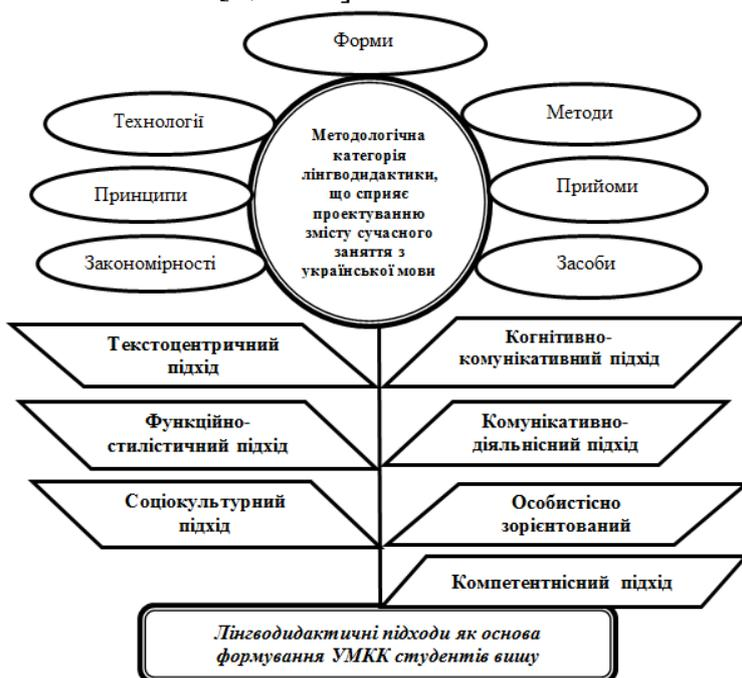 Форми
Технології
Методи
Принципи
Прийоми
Закономірності
Засоби
Методологічна
категорія
лінгводидактики,
що сприяє
проектуванню
змісту сучасного
заняття з
української мови
Текстоцентричний
підхід
Когнітивно-
комунікативний підхід
Функційно-
стилістичний підхід
Комунікативно-
діяльнісний підхід
Соціокультурний
підхід
Особистісно
зорієнтований
Компетентнісний підхід
Лінгводидактичні підходи як основа
формування УМКК студентів вишу